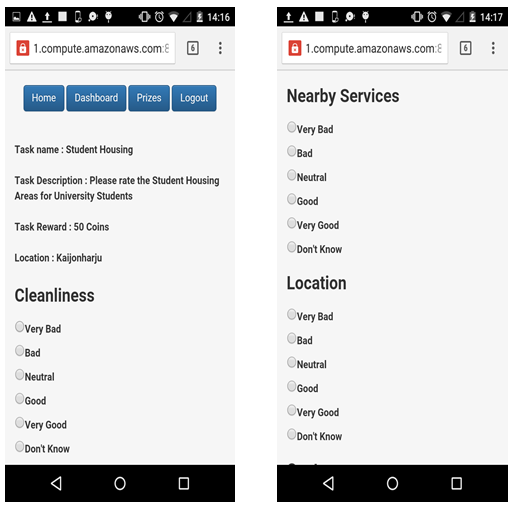 14:16
1.compute.amazonaws.com:8
6
Home Dashboard Prizes Logout
Task name : Student Housing
Task Description : Please rate the Student Housing
Areas for University Students
Task Reward : 50 Coins
Location : Kaijonharju
Cleanliness
Very Bad
Bad
Neutral
Good
Very Good
Don't Know
14:17
1.compute.amazonaws.com:8
6
Nearby Services
Very Bad
Bad
Neutral
Good
Very Good
Don't Know
Location
Very Bad
Bad
Neutral
Good
Very Good
Don't Know